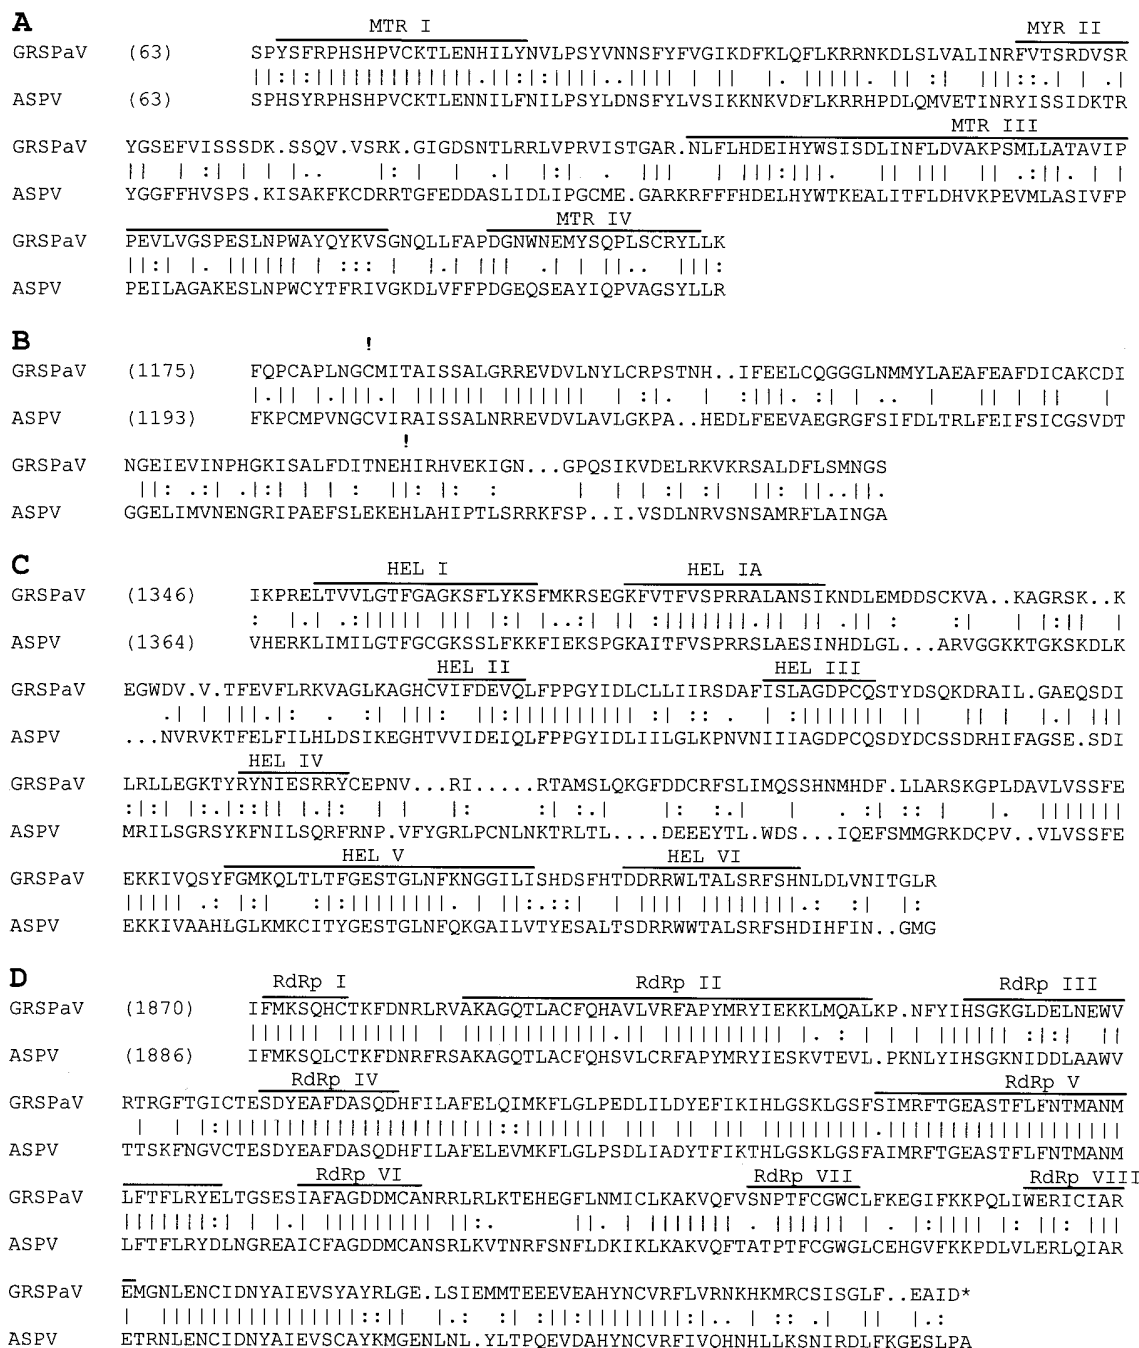 A
MTR I MYR II
GRSPaV (63) SPYSFRPHSHPVCKTLENHILYNVLPSYVNNSFYFVGIKDFKLQFLKRRNKDLSLVALINRFVTSRDVSR
ASPV (63) SPHSYRPHSHPVCKTLENNILFNILPSYLDNSFYLVSIKKNKVDFLKRRHPDLQMVETINRYISSIDKTR
MTR III
GRSPaV YGSEFVISSSDK.SSQV.VSRK.GIGDSNTLRRLVPRVISTGAR.NLFLHDEIHYWSISDLINFLDVAKPSMLLATAVIP
ASPV YGGFFHVSPS.KISAKFKCDRRTGFEDDASLIDLIPGCME.GARKRFFFHDELHYWTKEALITFLDHVKPEVMLASIVFP
MTR IV
GRSPaV PEVLVGSPESLNPWAYQYKVSGNQLLFAPDGNWNEMYSQPLSCRYLLK
ASPV PEILAGAKESLNPWCYTFRIVGKDLVFFPDGEQSEAYIQPVAGSYLLR
B
!
GRSPaV (1175) FQPCAPLNGCMITAISSALGRREVDVLNYLCRPSTNH..IFEELCQGGGLNMMYLAEAFEAFDICAKCDI
ASPV (1193) FKPCMPVNGCVIRAISSALNRREVDVLAVLGKPA..HEDLFEEVAEGRGFSIFDLTRLFEIFSICGSVDT
!
GRSPaV NGEIEVINPHGKISALFDITNEHIRHVEKIGN...GPQSIKVDELRKVKRSALDFLSMNGS
ASPV GGELIMVNENGRIPAEFSLEKEHLAHIPTLSRRKFSP..I.VSDLNRVSNSAMRFLAINGA
C
HEL I HEL IA
GRSPaV (1346) IKPRELTVVLGTFGAGKSFLYKSFMKRSEGKFVTFVSPRRALANSIKNDLEMDDSCKVA..KAGRSK..K
ASPV (1364) VHERKLIMILGTFGCGKSSLFKKFIEKSPGKAITFVSPRRSLAESINHDLGL...ARVGGKKTGKSKDLK
HEL II HEL III
GRSPaV EGWDV.V.TFEVFLRKVAGLKAGHCVIFDEVQLFPPGYIDLCLLIIRSDAFISLAGDPCQSTYDSQKDRAIL.GAEQSDI
ASPV ...NVRVKTFELFILHLDSIKEGHTVVIDEIQLFPPGYIDLIILGLKPNVNIIIAGDPCQSDYDCSSDRHIFAGSE.SDI
HEL IV
GRSPaV LRLLEGKTYRYNIESRRYCEPNV...RI.....RTAMSLQKGFDDCRFSLIMQSSHNMHDF.LLARSKGPLDAVLVSSFE
ASPV MRILSGRSYKFNILSQRFRNP.VFYGRLPCNLNKTRLTL....DEEEYTL.WDS...IQEFSMMGRKDCPV..VLVSSFE
HEL V HEL VI
GRSPaV EKKIVQSYFGMKQLTLTFGESTGLNFKNGGILISHDSFHTDDRRWLTALSRFSHNLDLVNITGLR
ASPV EKKIVAAHLGLKMKCITYGESTGLNFQKGAILVTYESALTSDRRWWTALSRFSHDIHFIN..GMG
D
RdRp I RdRp II RdRp III
GRSPaV (1870) IFMKSQHCTKFDNRLRVAKAGQTLACFQHAVLVRFAPYMRYIEKKLMQALKP.NFYIHSGKGLDELNEWV
ASPV (1886) IFMKSQLCTKFDNRFRSAKAGQTLACFQHSVLCRFAPYMRYIESKVTEVL.PKNLYIHSGKNIDDLAAWV
RdRp IV RdRp V
GRSPaV RTRGFTGICTESDYEAFDASQDHFILAFELQIMKFLGLPEDLILDYEFIKIHLGSKLGSFSIMRFTGEASTFLFNTMANM
ASPV TTSKFNGVCTESDYEAFDASQDHFILAFELEVMKFLGLPSDLIADYTFIKTHLGSKLGSFAIMRFTGEASTFLFNTMANM
RdRp VI RdRp VII RdRp VIII
GRSPaV LFTFLRYELTGSESIAFAGDDMCANRRLRLKTEHEGFLNMICLKAKVQFVSNPTFCGWCLFKEGIFKKPQLIWERICIAR
ASPV LFTFLRYDLNGREAICFAGDDMCANSRLKVTNRFSNFLDKIKLKAKVQFTATPTFCGWGLCEHGVFKKPDLVLERLQIAR
GRSPaV EMGNLENCIDNYAIEVSYAYRLGE.LSIEMMTEEEVEAHYNCVRFLVRNKHKMRCSISGLF..EAID*
ASPV ETRNLENCIDNYAIEVSCAYKMGENLNL.YLTPQEVDAHYNCVRFIVQHNHLLKSNIRDLFKGESLPA